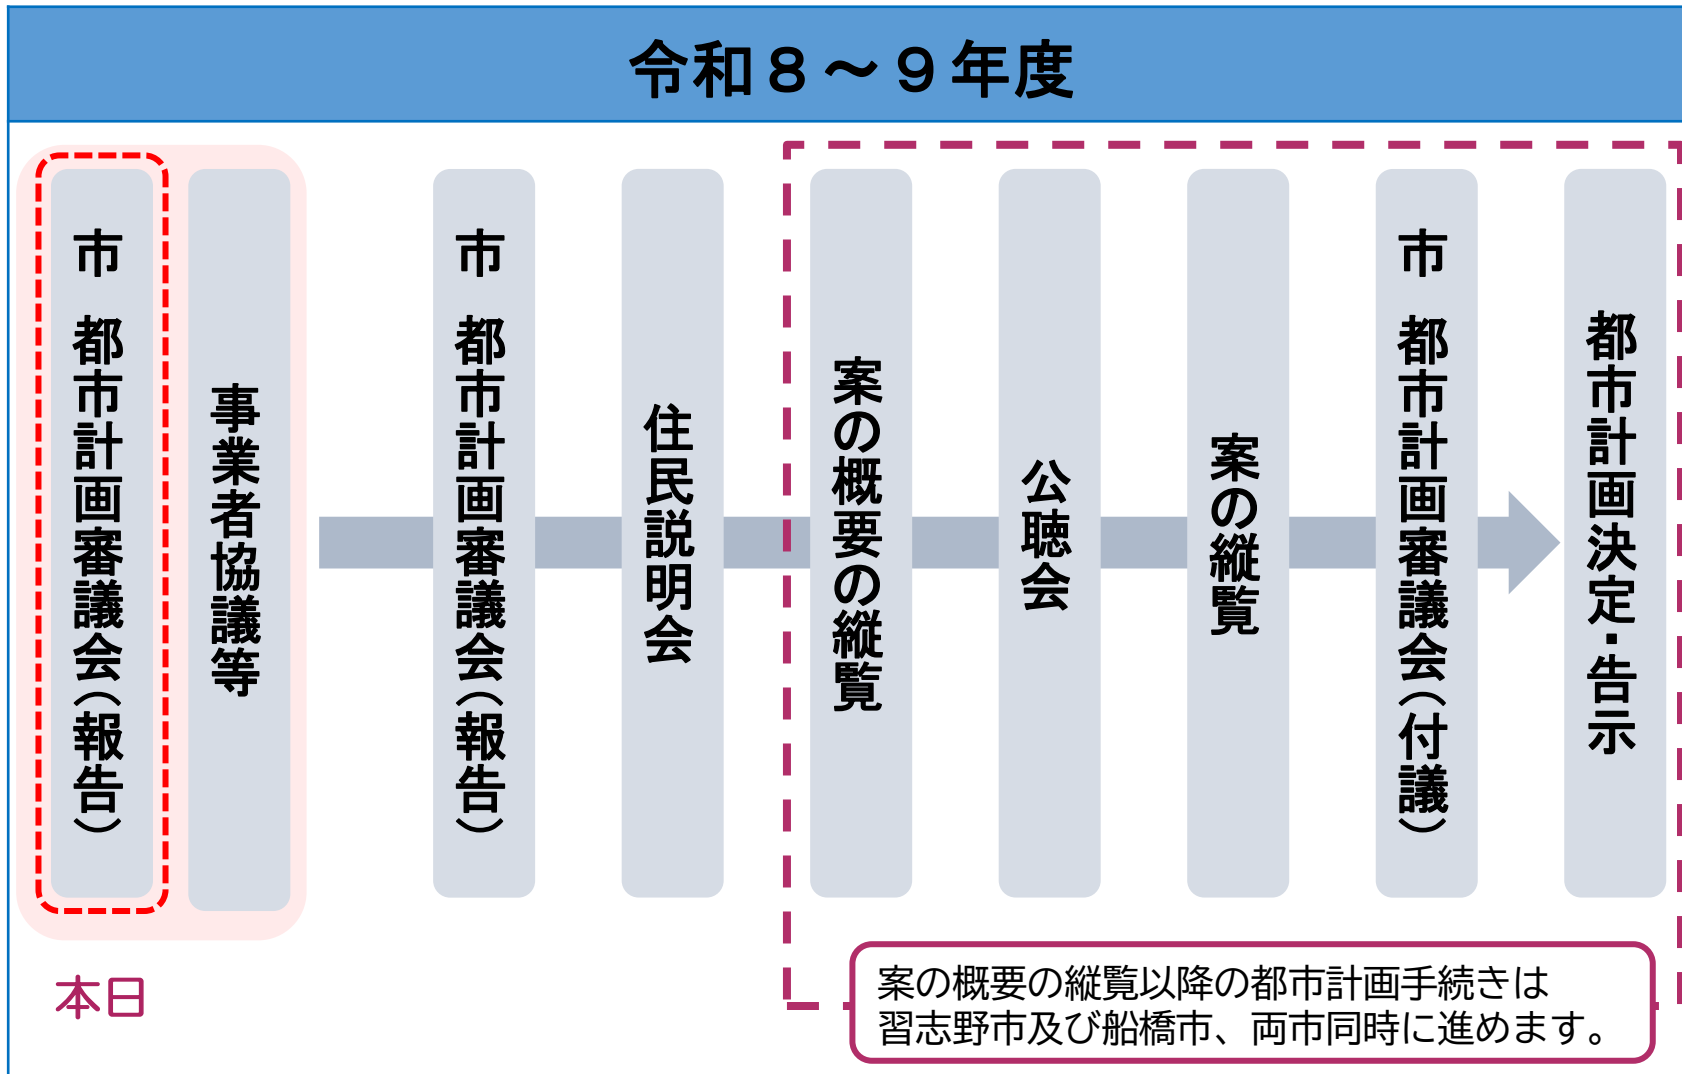 令和８～９年度
市　都市計画審議会（報告）
事業者協議等
市　都市計画審議会（報告）
住民説明会
案の概要の縦覧
公聴会
案の縦覧
市　都市計画審議会（付議）
都市計画決定・告示
本日
案の概要の縦覧以降の都市計画手続きは
習志野市及び船橋市、両市同時に進めます。